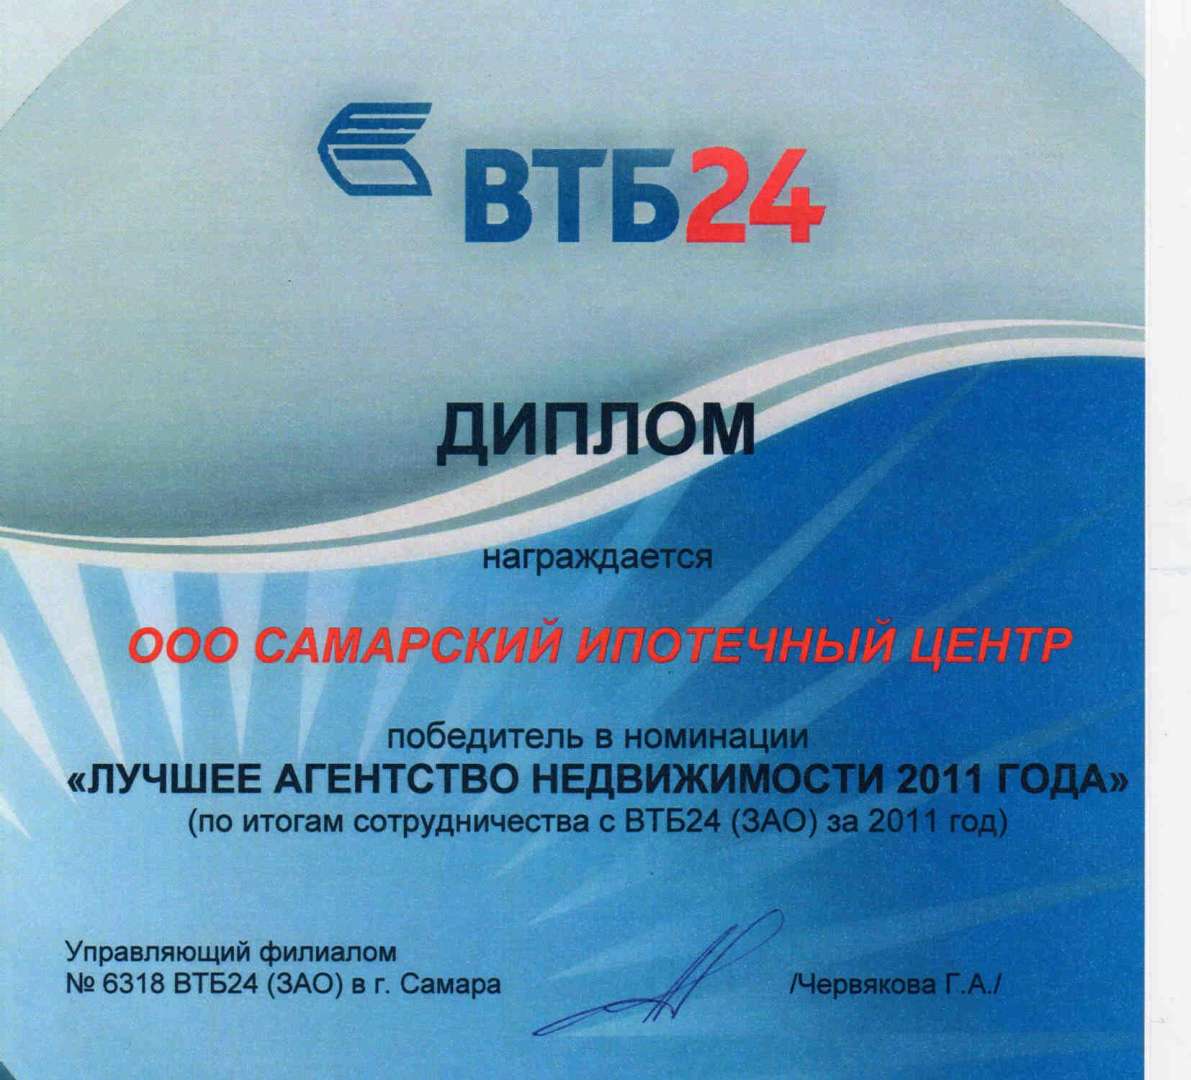 ВТБ24
ДИПЛОМ
награждается
ООО САМАРСКИЙ ИПОТЕЧНЫЙ ЦЕНТР
победитель в номинации
«ЛУЧШЕЕ АГЕНТСТВО НЕДВИЖИМОСТИ 2011 ГОДА»
(по итогам сотрудничества с ВТБ24 (ЗАО) за 2011 год)
Управляющий филиалом
№ 6318 ВТБ24 (ЗАО) в г. Самара /Червякова Г.А./